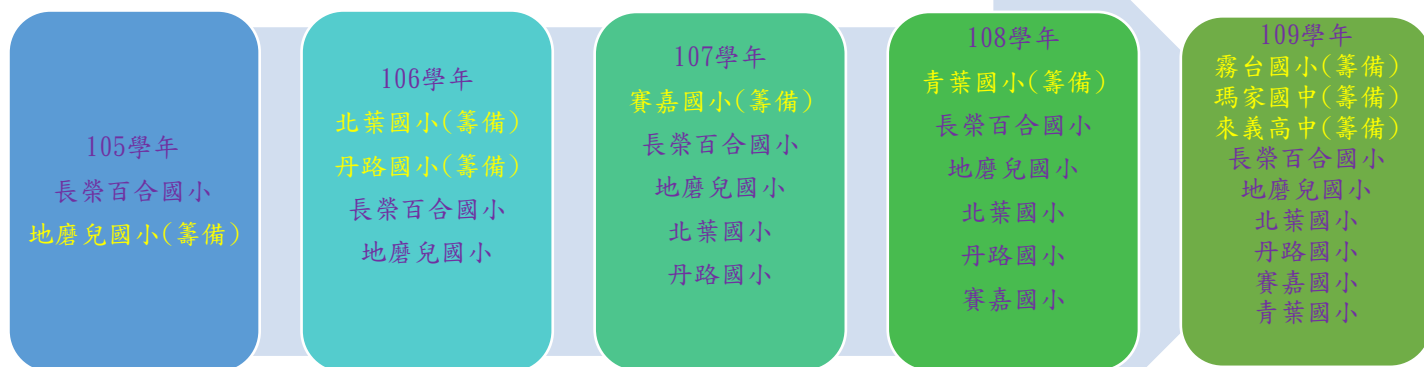 105學年
長榮百合國小
地磨兒國小(籌備)
106學年
北葉國小(籌備)
丹路國小(籌備)
長榮百合國小
地磨兒國小
107學年
賽嘉國小(籌備)
長榮百合國小
地磨兒國小
北葉國小
丹路國小
108學年
青葉國小(籌備)
長榮百合國小
地磨兒國小
北葉國小
丹路國小
賽嘉國小
109學年
霧台國小(籌備)
瑪家國中(籌備)
來義高中(籌備)
長榮百合國小
地磨兒國小
北葉國小
丹路國小
賽嘉國小
青葉國小